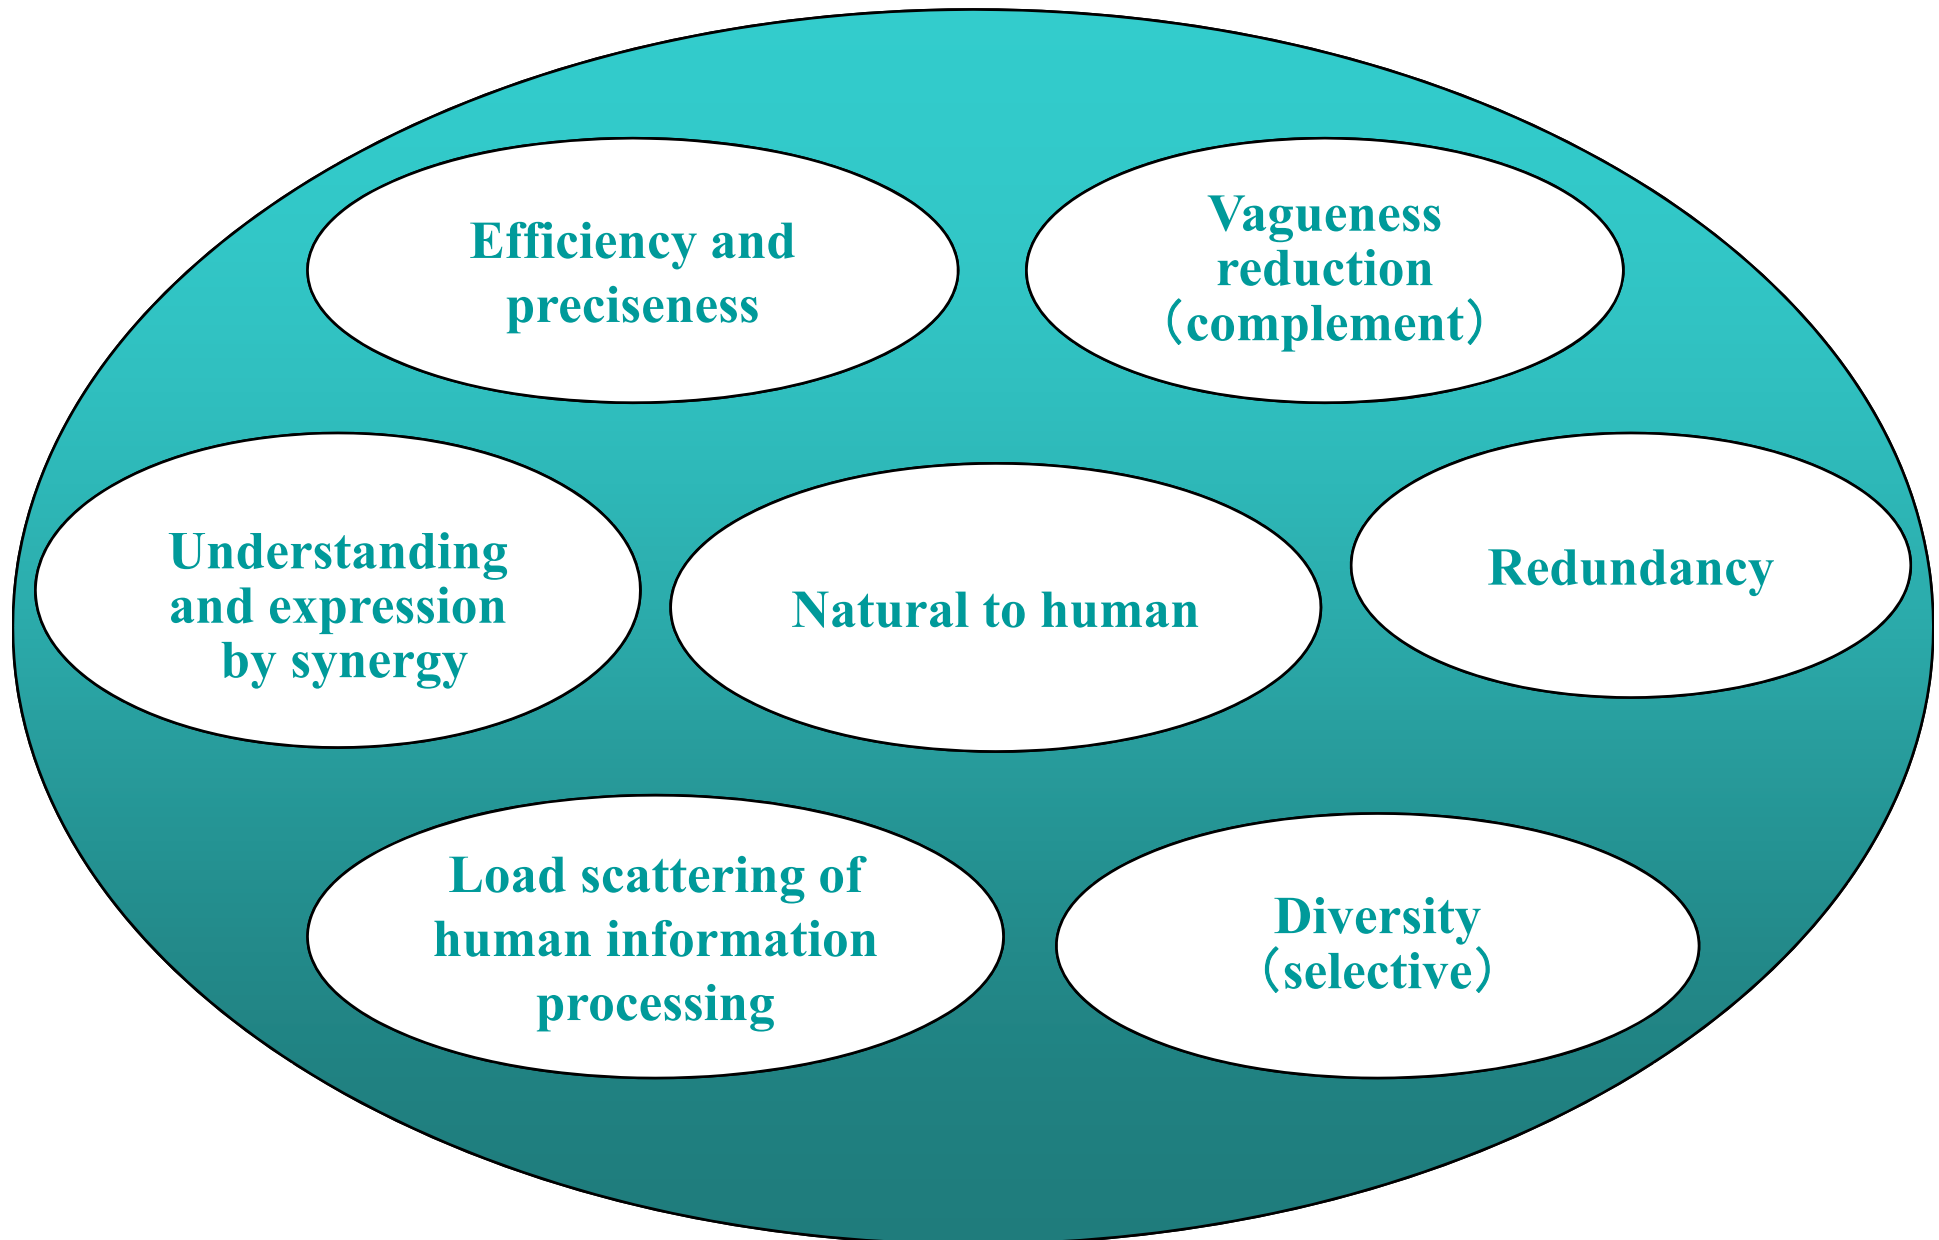 Efficiency and
preciseness
Vagueness
reduction
（complement）
Understanding
and expression
by synergy
Natural to human
Redundancy
Load scattering of
human information
processing
Diversity
（selective）